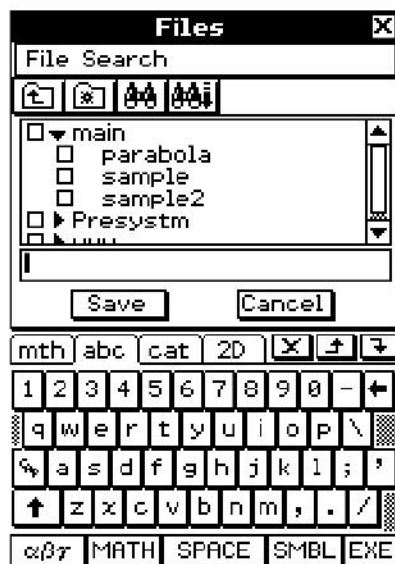 Files
File Search
main
parabola
sample
sample2
Presystm
Save Cancel
mth abc cat 2D
1 2 3 4 5 6 7 8 9 0 -
q w e r t y u i o p \
a s d f g h j k l ; '
z x c v b n m , . /
αβγ MATH SPACE SMBL EXE